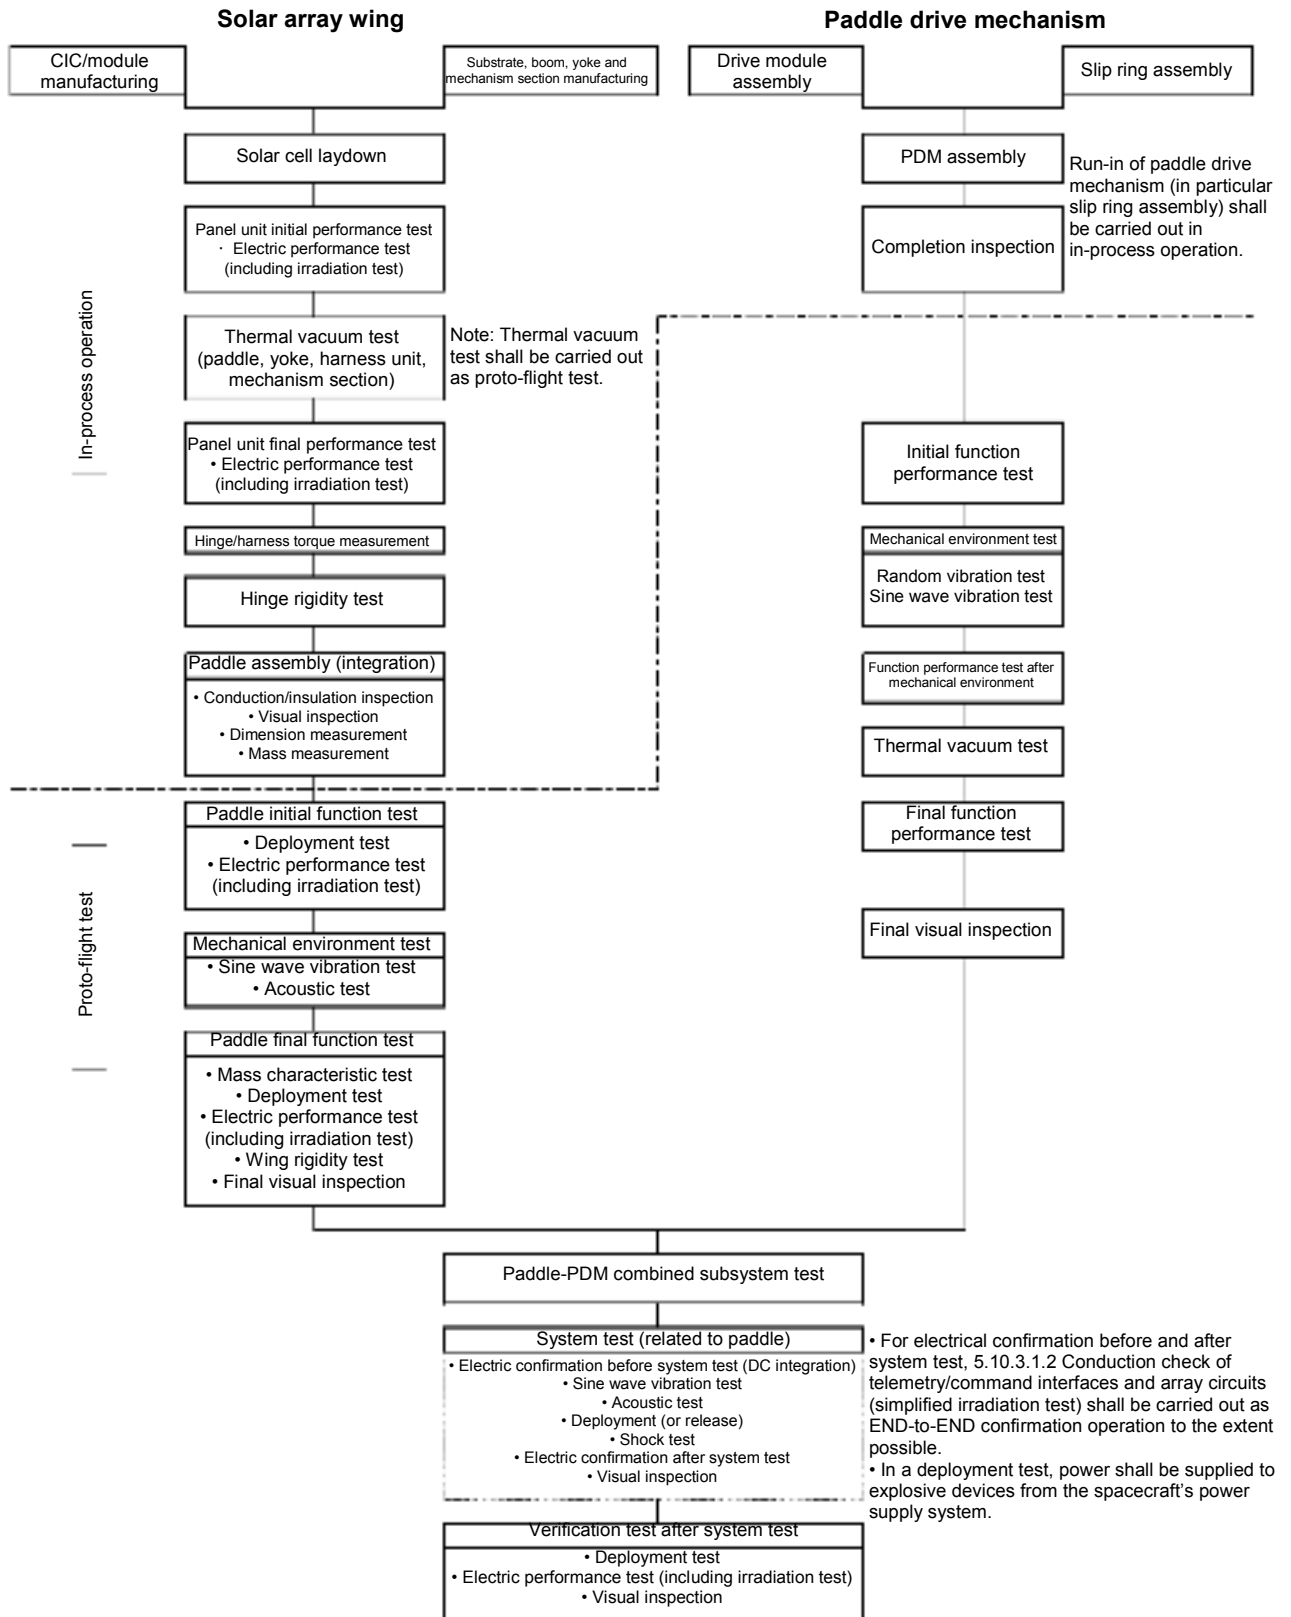 Solar array wing
Paddle drive mechanism
CIC/module
manufacturing
Substrate, boom, yoke and
mechanism section manufacturing
Drive module
assembly
Slip ring assembly
Solar cell laydown
PDM assembly
Run-in of paddle drive
mechanism (in particular
slip ring assembly) shall
be carried out in
in-process operation.
Panel unit initial performance test
· Electric performance test
(including irradiation test)
Completion inspection
In-process operation
Thermal vacuum test
(paddle, yoke, harness unit,
mechanism section)
Note: Thermal vacuum
test shall be carried out
as proto-flight test.
Panel unit final performance test
• Electric performance test
(including irradiation test)
Initial function
performance test
Hinge/harness torque measurement
Mechanical environment test
Random vibration test
Sine wave vibration test
Hinge rigidity test
Paddle assembly (integration)
• Conduction/insulation inspection
• Visual inspection
• Dimension measurement
• Mass measurement
Function performance test after
mechanical environment
Thermal vacuum test
Paddle initial function test
• Deployment test
• Electric performance test
(including irradiation test)
Final function
performance test
Proto-flight test
Mechanical environment test
• Sine wave vibration test
• Acoustic test
Final visual inspection
Paddle final function test
• Mass characteristic test
• Deployment test
• Electric performance test
(including irradiation test)
• Wing rigidity test
• Final visual inspection
Paddle-PDM combined subsystem test
System test (related to paddle)
• Electric confirmation before system test (DC integration)
• Sine wave vibration test
• Acoustic test
• Deployment (or release)
• Shock test
• Electric confirmation after system test
• Visual inspection
• For electrical confirmation before and after
system test, 5.10.3.1.2 Conduction check of
telemetry/command interfaces and array circuits
(simplified irradiation test) shall be carried out as
END-to-END confirmation operation to the extent
possible.
• In a deployment test, power shall be supplied to
explosive devices from the spacecraft's power
supply system.
Verification test after system test
• Deployment test
• Electric performance test (including irradiation test)
• Visual inspection